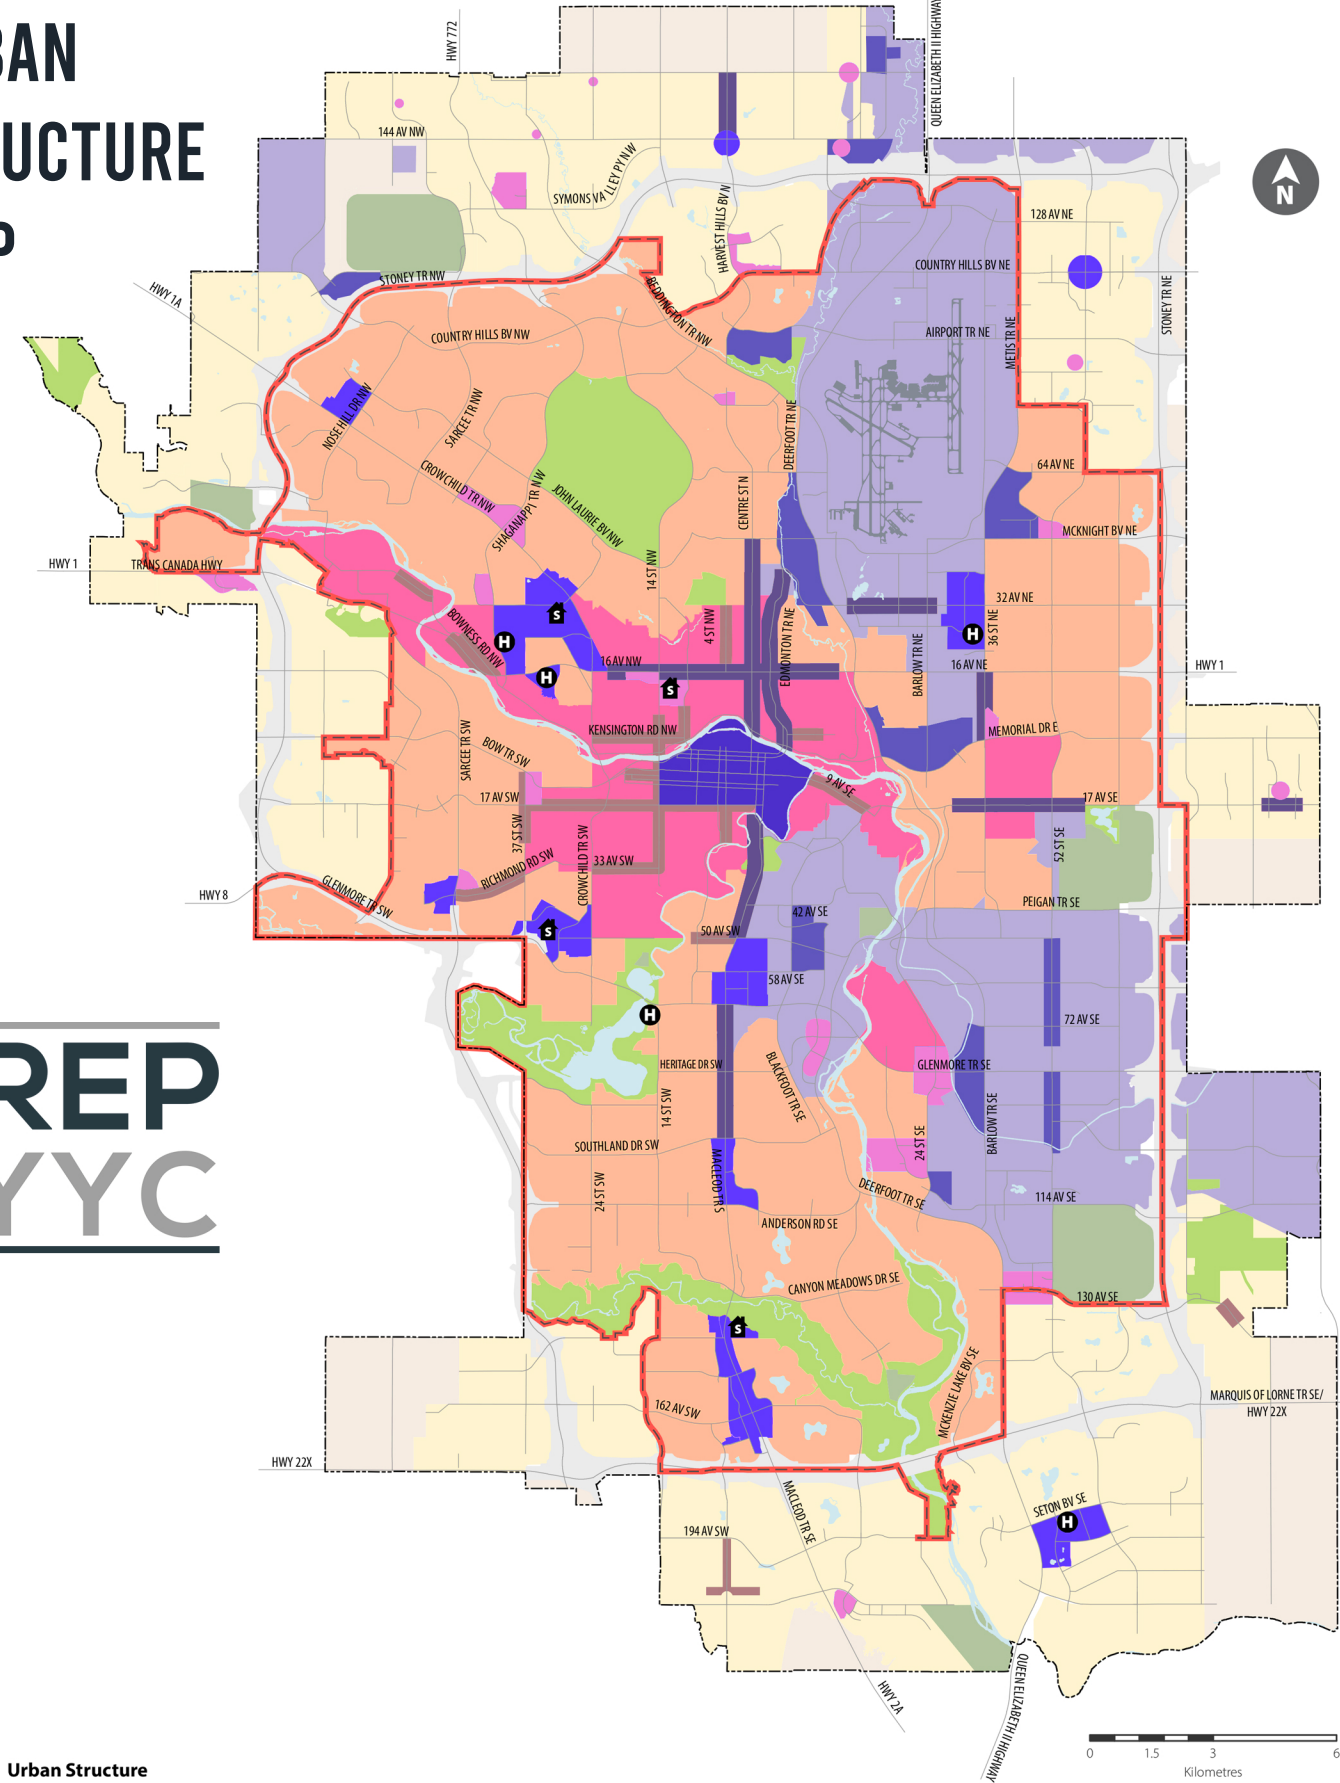 BAN
UCTURE
P
HWY 772
QUEEN ELIZABETH II HIGHWAY
144 AV NW
SYMONS VALLEY PY NW
HARVEST HILLS BV N
N
128 AV NE
COUNTRY HILLS BV NE
STONEY TR NW
HWY 1A
BEDDINGTON TR NW
STONEY TR NE
COUNTRY HILLS BV NW
AIRPORT TR NE
METIS TR NE
NOSE HILL DR NW
SARCEE TR NW
DEERFOOT TR NE
CROWCHILD TR NW
SHAGANAPPI TR NW
JOHN LAURIE BV NW
CENTRE ST N
64 AV NE
MCKNIGHT BV NE
HWY 1
TRANS CANADA HWY
14 ST NW
BOWNESS RD NW
4 ST NW
EDMONTON TR NE
32 AV NE
36 ST NE
S
H
H
H
16 AV NW
S
BARLOW TR NE
16 AV NE
HWY 1
KENSINGTON RD NW
MEMORIAL DR E
SARCEE TR SW
BOW TR SW
9 AV SE
17 AV SW
17 AV SE
37 ST SW
CROWCHILD TR SW
33 AV SW
52 ST SE
RICHMOND RD SW
HWY 8
GLENMORE TR SW
PEIGAN TR SE
42 AV SE
S
50 AV SW
58 AV SE
H
72 AV SE
REP
YYC
HERITAGE DR SW
14 ST SW
BLACKFOOT TR SE
GLENMORE TR SE
BARLOW TR SE
24 ST SE
SOUTHLAND DR SW
MACLEOD TR S
24 ST SW
DEERFOOT TR SE
114 AV SE
ANDERSON RD SE
CANYON MEADOWS DR SE
130 AV SE
S
MCKENZIE LAKE BV SE
162 AV SW
MARQUIS OF LORNE TR SE/
HWY 22X
HWY 22X
MACLEOD TR SE
SETON BV SE
H
194 AV SW
HWY 2A
QUEEN ELIZABETH II HIGHWAY
0 1.5 3 6
Kilometres
Urban Structure